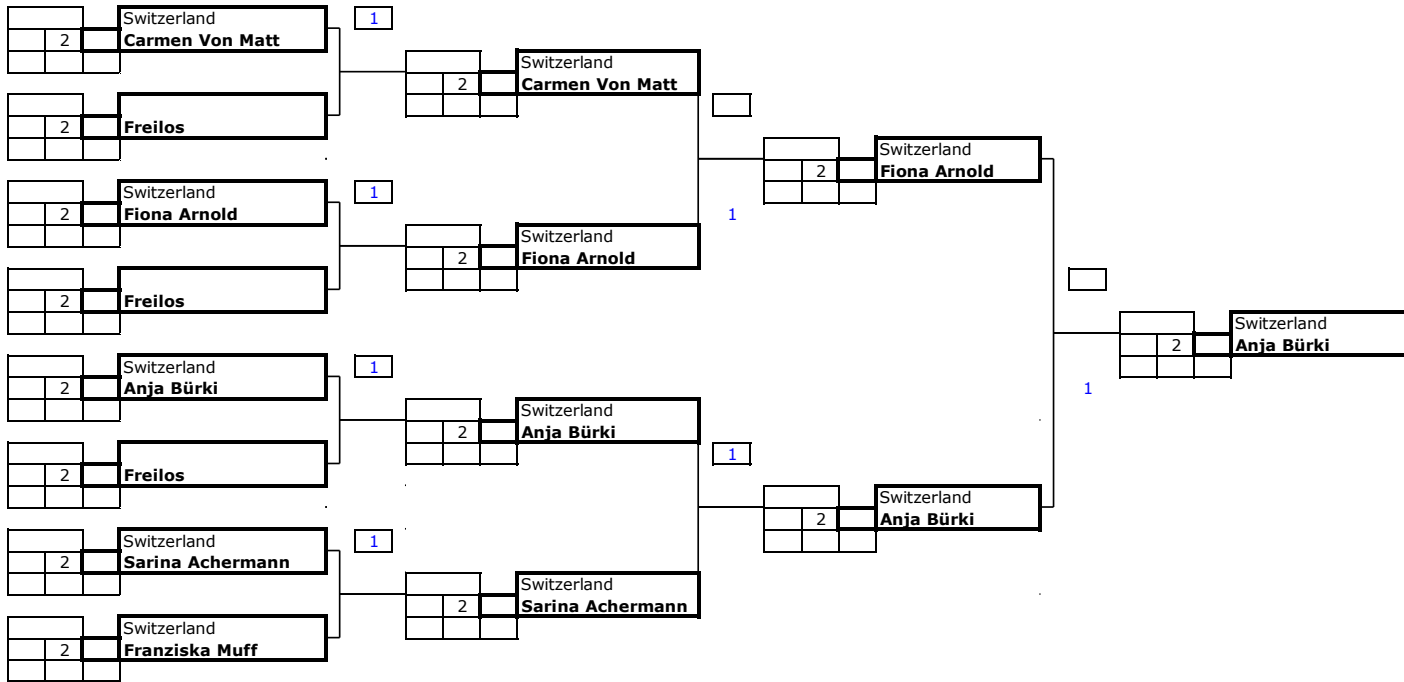 Switzerland
2
Carmen Von Matt
1
2
Freilos
Switzerland
2
Carmen Von Matt
Switzerland
2
Fiona Arnold
1
2
Freilos
Switzerland
2
Fiona Arnold
1
Switzerland
2
Fiona Arnold
Switzerland
2
Anja Bürki
1
2
Freilos
Switzerland
2
Anja Bürki
1
Switzerland
2
Sarina Achermann
1
Switzerland
2
Franziska Muff
Switzerland
2
Sarina Achermann
Switzerland
2
Anja Bürki
1
Switzerland
2
Anja Bürki